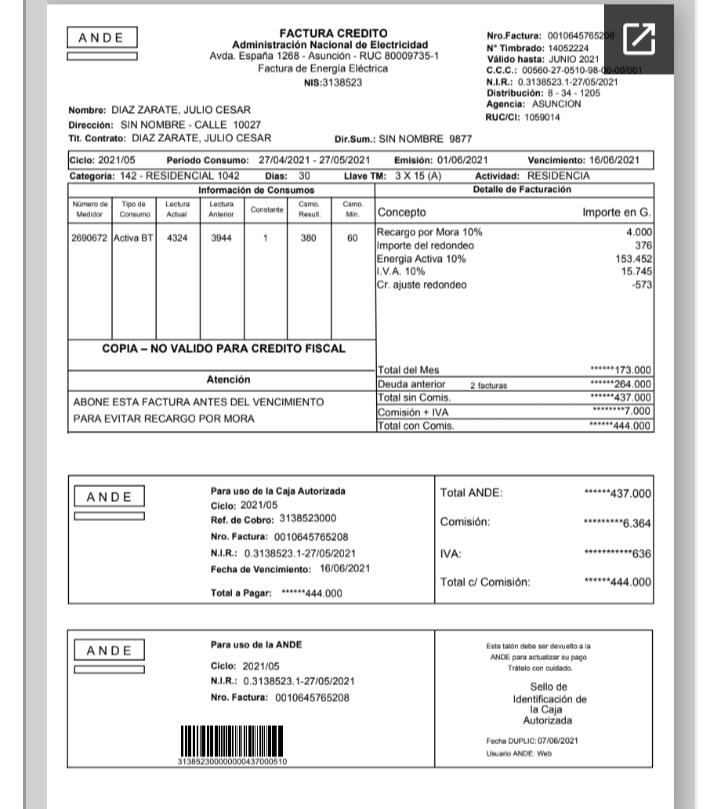 ANDE
FACTURA CREDITO
Administración Nacional de Electricidad
Avda. España 1268 - Asunción - RUC 80009735-1
Factura de Energía Eléctrica
NIS:3138523
Nro.Factura: 0010645765208
N° Timbrado: 14052224
Válido hasta: JUNIO 2021
C.C.C.: 00560-27-0510-98-00-00/001
N.I.R.: 0.3138523.1-27/05/2021
Distribución: 8 - 34 - 1205
Agencia: ASUNCION
RUC/CI: 1059014
Nombre: DIAZ ZARATE, JULIO CESAR
Dirección: SIN NOMBRE - CALLE 10027
Tit. Contrato: DIAZ ZARATE, JULIO CESAR Dir.Sum.: SIN NOMBRE 9877
Ciclo: 2021/05 Periodo Consumo: 27/04/2021 - 27/05/2021 Emisión: 01/06/2021 Vencimiento: 16/06/2021
Categoria: 142 - RESIDENCIAL 1042 Dias: 30 Llave TM: 3 X 15 (A) Actividad: RESIDENCIA
Información de Consumos Detalle de Facturación
Número de Medidor Tipo de Consumo Lectura Actual Lectura Anterior Constante Csmo. Result. Csmo. Min. Concepto Importe en G.
2690672 Activa BT 4324 3944 1 380 60
Recargo por Mora 10% 4.000
Importe del redondeo 376
Energia Activa 10% 153.452
I.V.A. 10% 15.745
Cr. ajuste redondeo -573
COPIA – NO VALIDO PARA CREDITO FISCAL
Atención
ABONE ESTA FACTURA ANTES DEL VENCIMIENTO
PARA EVITAR RECARGO POR MORA
Total del Mes ******173.000
Deuda anterior 2 facturas ******264.000
Total sin Comis. ******437.000
Comisión + IVA ********7.000
Total con Comis. ******444.000
ANDE
Para uso de la Caja Autorizada
Ciclo: 2021/05
Ref. de Cobro: 3138523000
Nro. Factura: 0010645765208
N.I.R.: 0.3138523.1-27/05/2021
Fecha de Vencimiento: 16/06/2021
Total a Pagar: ******444.000
Total ANDE: ******437.000
Comisión: ********6.364
IVA: **********636
Total c/ Comisión: ******444.000
ANDE
Para uso de la ANDE
Ciclo: 2021/05
N.I.R.: 0.3138523.1-27/05/2021
Nro. Factura: 0010645765208
31385230000000437000510
Este talón debe ser devuelto a la
ANDE para actualizar su pago
Trátelo con cuidado.
Sello de
Identificación de
la Caja
Autorizada
Fecha DUPLIC: 07/06/2021
Usuario ANDE: Web